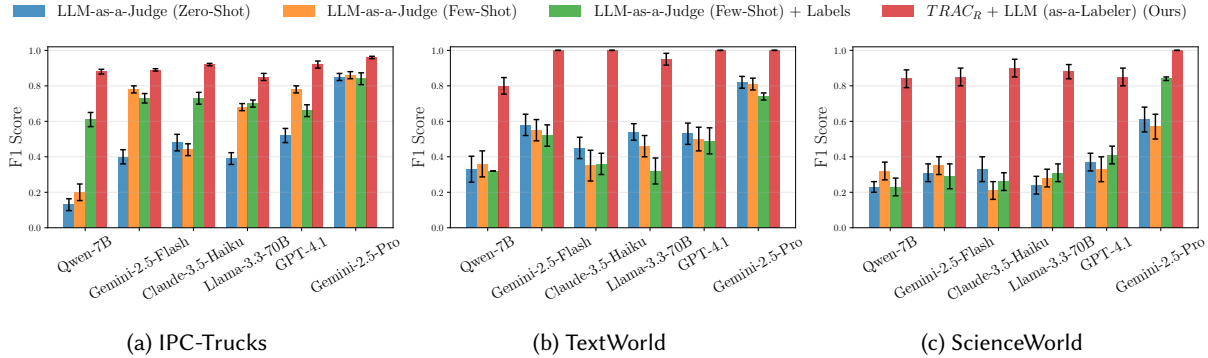 LLM-as-a-Judge (Zero-Shot) LLM-as-a-Judge (Few-Shot) LLM-as-a-Judge (Few-Shot) + Labels TRAC_R + LLM (as-a-Labeler) (Ours)
F1 Score
1.0
0.8
0.6
0.4
0.2
0.0
Qwen-7B
Gemini-2.5-Flash
Claude-3.5-Haiku
Llama-3.3-70B
GPT-4.1
Gemini-2.5-Pro
(a) IPC-Trucks
F1 Score
1.0
0.8
0.6
0.4
0.2
0.0
Qwen-7B
Gemini-2.5-Flash
Claude-3.5-Haiku
Llama-3.3-70B
GPT-4.1
Gemini-2.5-Pro
(b) TextWorld
F1 Score
1.0
0.8
0.6
0.4
0.2
0.0
Qwen-7B
Gemini-2.5-Flash
Claude-3.5-Haiku
Llama-3.3-70B
GPT-4.1
Gemini-2.5-Pro
(c) ScienceWorld